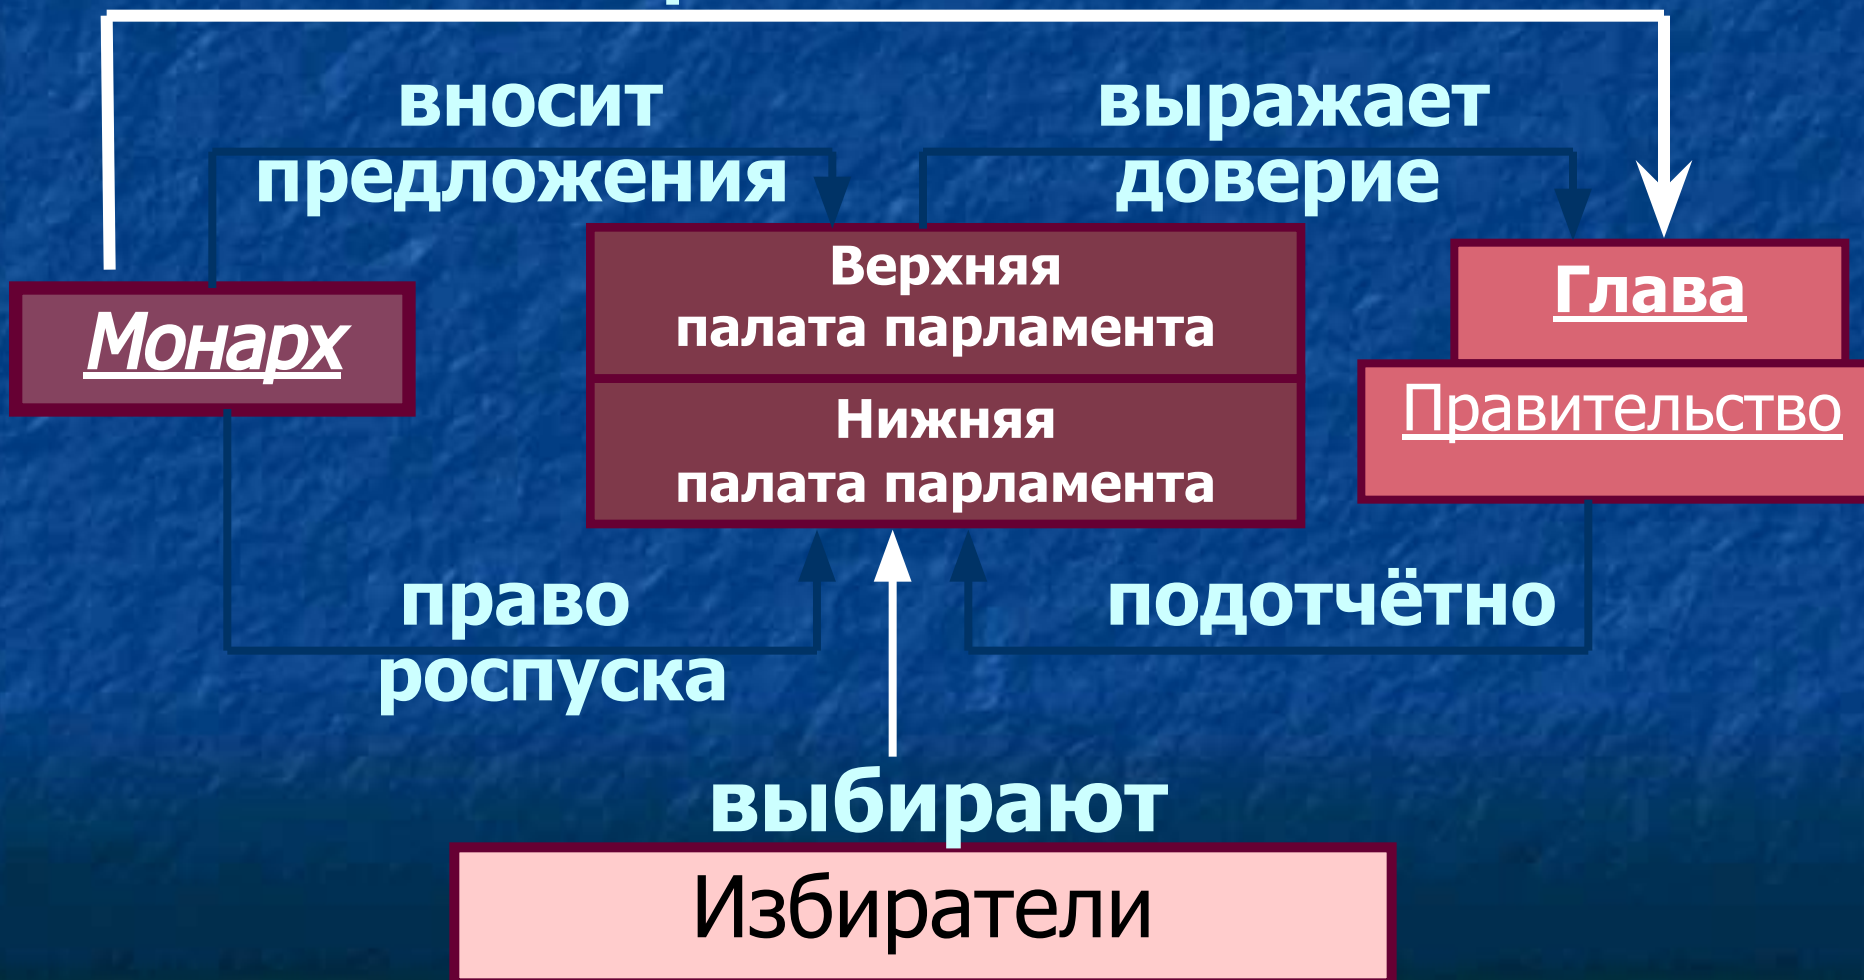 вносит
предложения
выражает
доверие
Монарх
Верхняя
палата парламента
Нижняя
палата парламента
Глава
Правительство
право
роспуска
подотчётно
выбирают
Избиратели